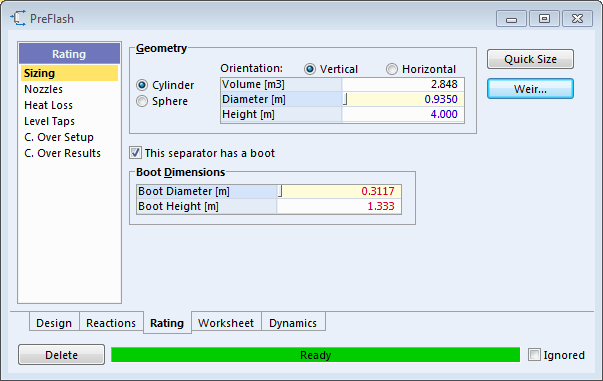 PreFlash
Rating
Sizing
Nozzles
Heat Loss
Level Taps
C. Over Setup
C. Over Results
Geometry
Cylinder
Sphere
Orientation: Vertical Horizontal
Volume [m3] 2.848
Diameter [m] 0.9350
Height [m] 4.000
Quick Size
Weir...
This separator has a boot
Boot Dimensions
Boot Diameter [m] 0.3117
Boot Height [m] 1.333
Design Reactions Rating Worksheet Dynamics
Delete Ready Ignored